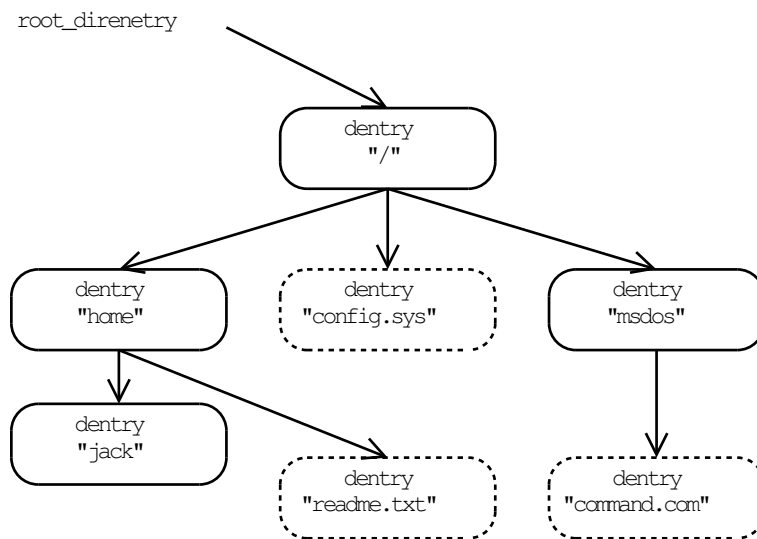 root_direnetry
dentry
"/"
dentry
"home"
dentry
"config.sys"
dentry
"msdos"
dentry
"jack"
dentry
"readme.txt"
dentry
"command.com"